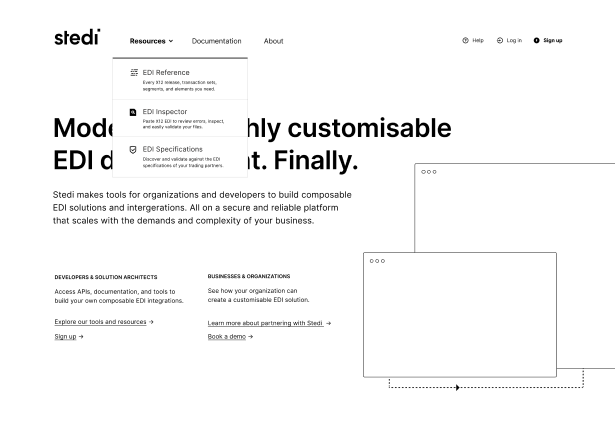 stedi
Resources
Documentation
About
Help
Log in
Sign up
EDI Reference
Every X12 release, transaction sets,
segments, and elements you need.
EDI Inspector
Paste X12 EDI to review errors, inspect,
and easily validate your files.
EDI Specifications
Discover and validate against the EDI
specifications of your trading partners.
hly customisable
EDI d t. Finally.
Stedi makes tools for organizations and developers to build composable
EDI solutions and intergerations. All on a secure and reliable platform
that scales with the demands and complexity of your business.
DEVELOPERS & SOLUTION ARCHITECTS
Access APIs, documentation, and tools to
build your own composable EDI integrations.
Explore our tools and resources →
Sign up →
BUSINESSES & ORGANIZATIONS
See how your organization can
create a customisable EDI solution.
Learn more about partnering with Stedi →
Book a demo →